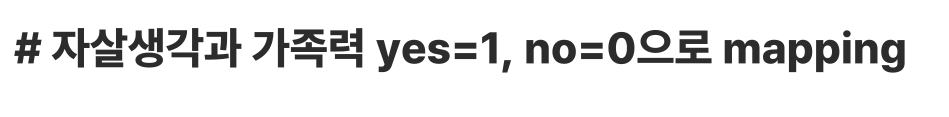 # 자살생각과 가족력 yes=1, no=0으로 mapping